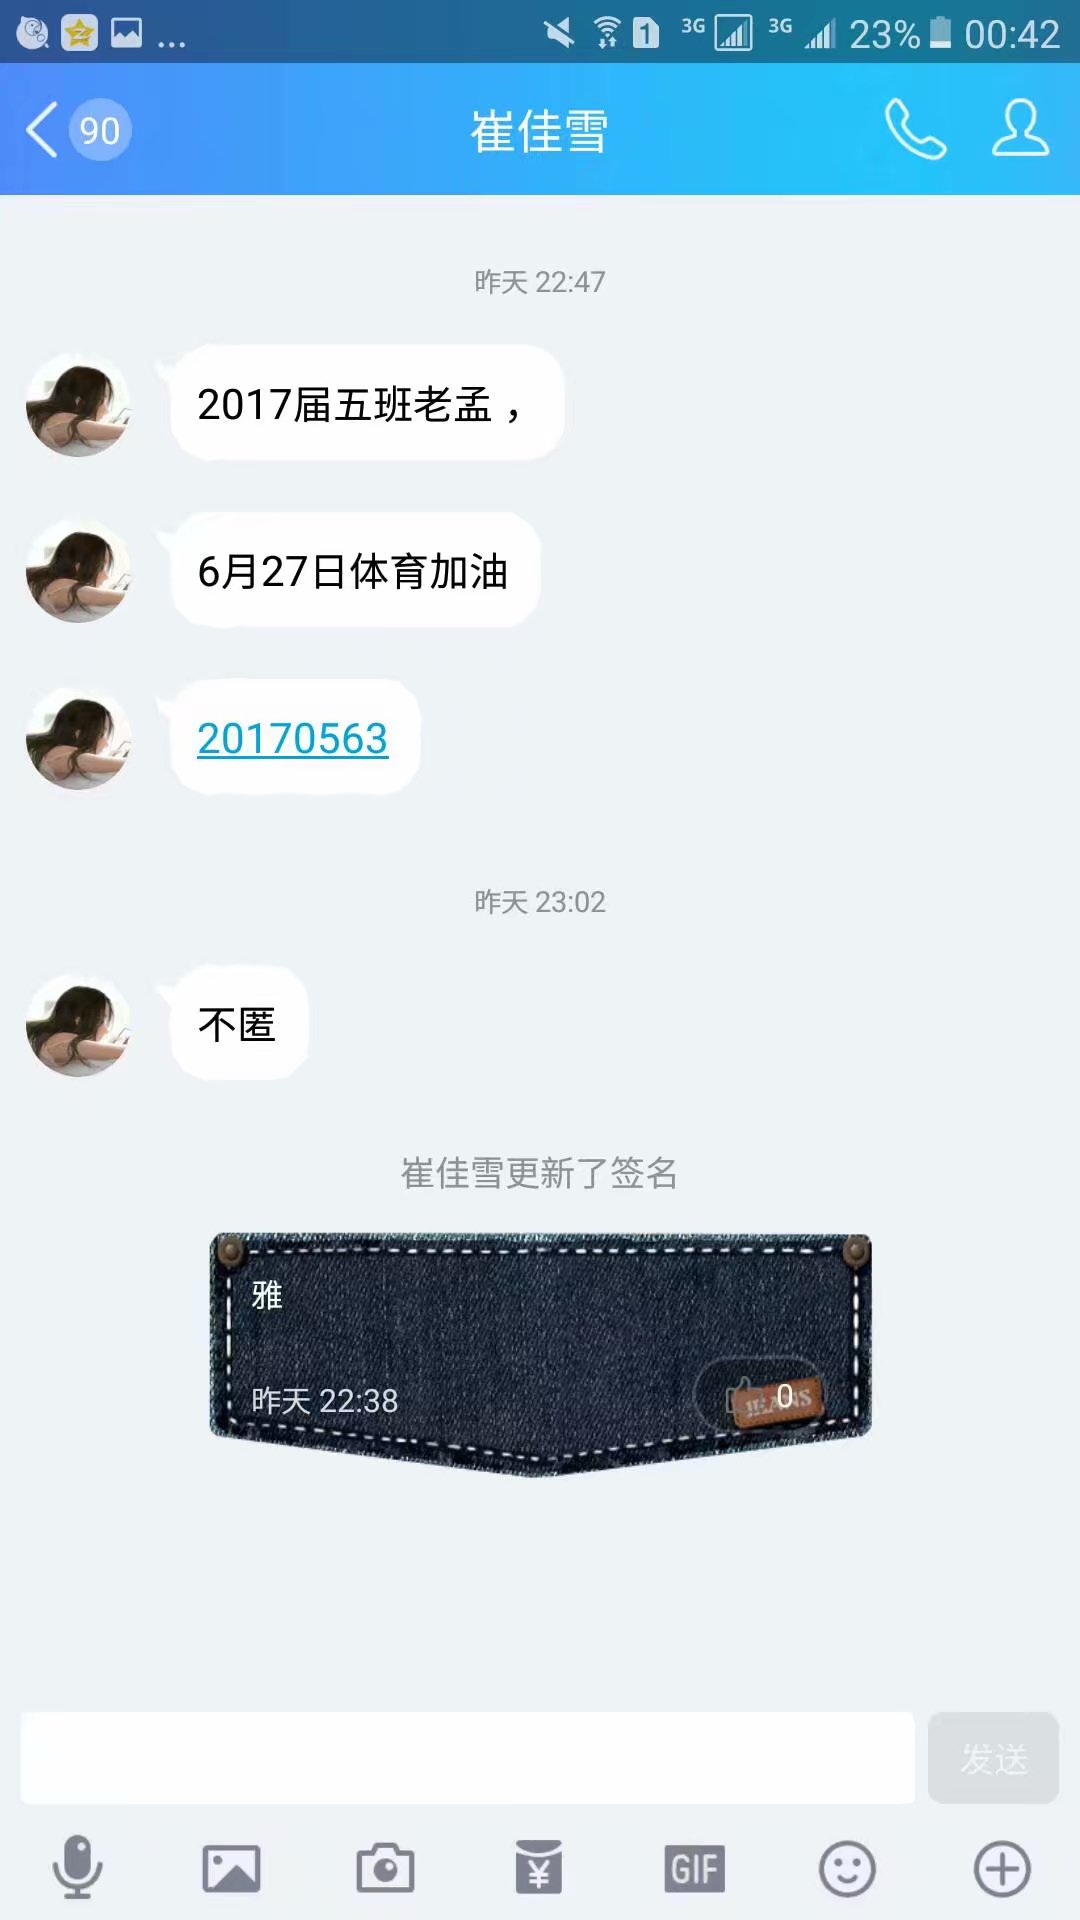 ... 1 3G 3G 23% 00:42
90 崔佳雪
昨天 22:47
2017届五班老孟，
6月27日体育加油
20170563
昨天 23:02
不匿
崔佳雪更新了签名
雅
昨天 22:38
JEANS 0
发送
¥ GIF